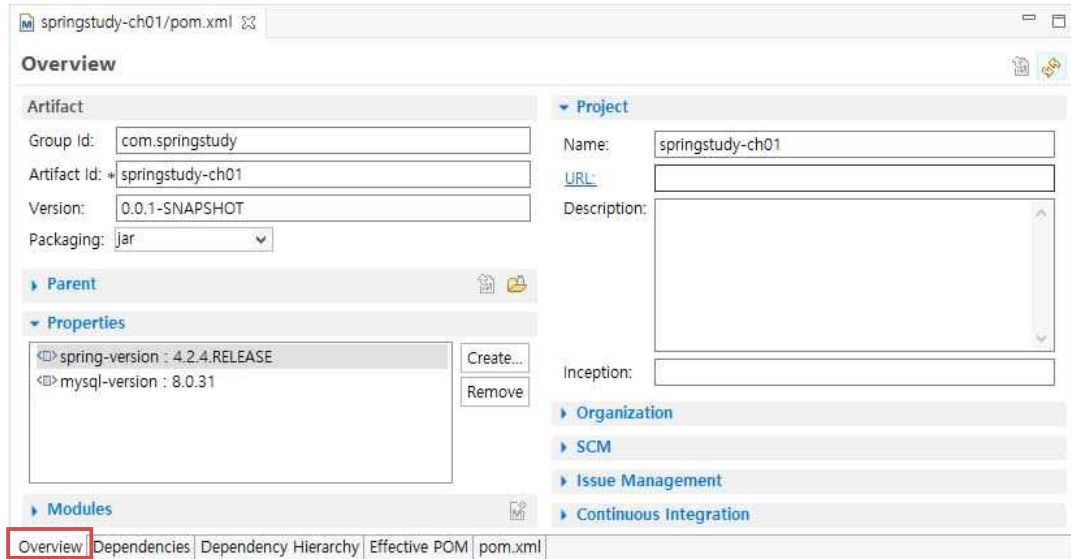 springstudy-ch01/pom.xml
Overview
Artifact
Group Id: com.springstudy
Artifact Id: * springstudy-ch01
Version: 0.0.1-SNAPSHOT
Packaging: jar
Parent
Properties
spring-version : 4.2.4.RELEASE
mysql-version : 8.0.31
Create...
Remove
Modules
Project
Name: springstudy-ch01
URL:
Description:
Inception:
Organization
SCM
Issue Management
Continuous Integration
Overview Dependencies Dependency Hierarchy Effective POM pom.xml